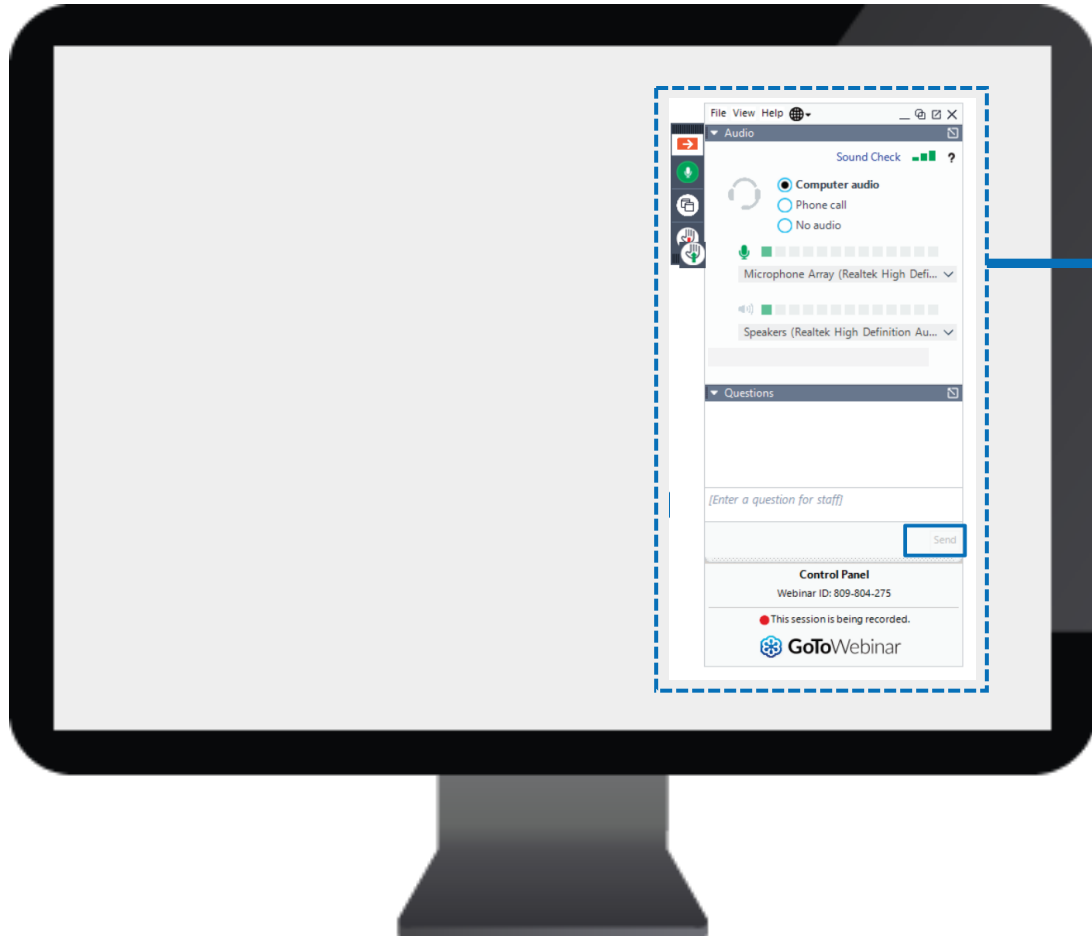 File View Help
Audio
Sound Check ?
Computer audio
Phone call
No audio
Microphone Array (Realtek High Defi...
Speakers (Realtek High Definition Au...
Questions
[Enter a question for staff]
Send
Control Panel
Webinar ID: 809-804-275
This session is being recorded.
GoToWebinar